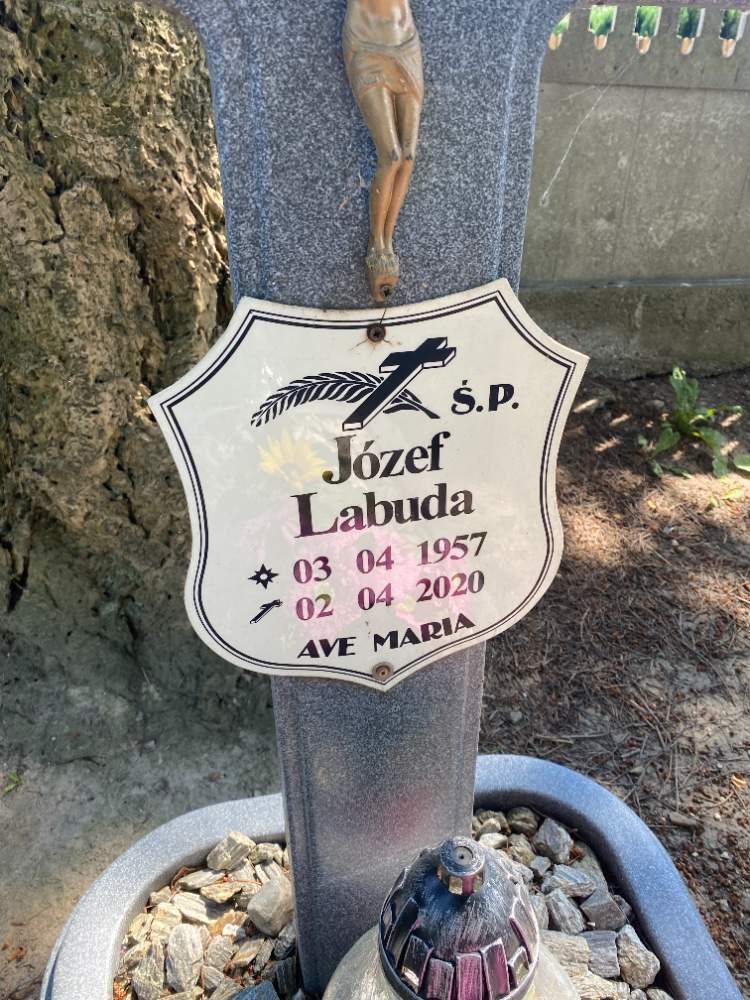 Ś.P.
Józef
Labuda
03 04 1957
02 04 2020
AVE MARIA